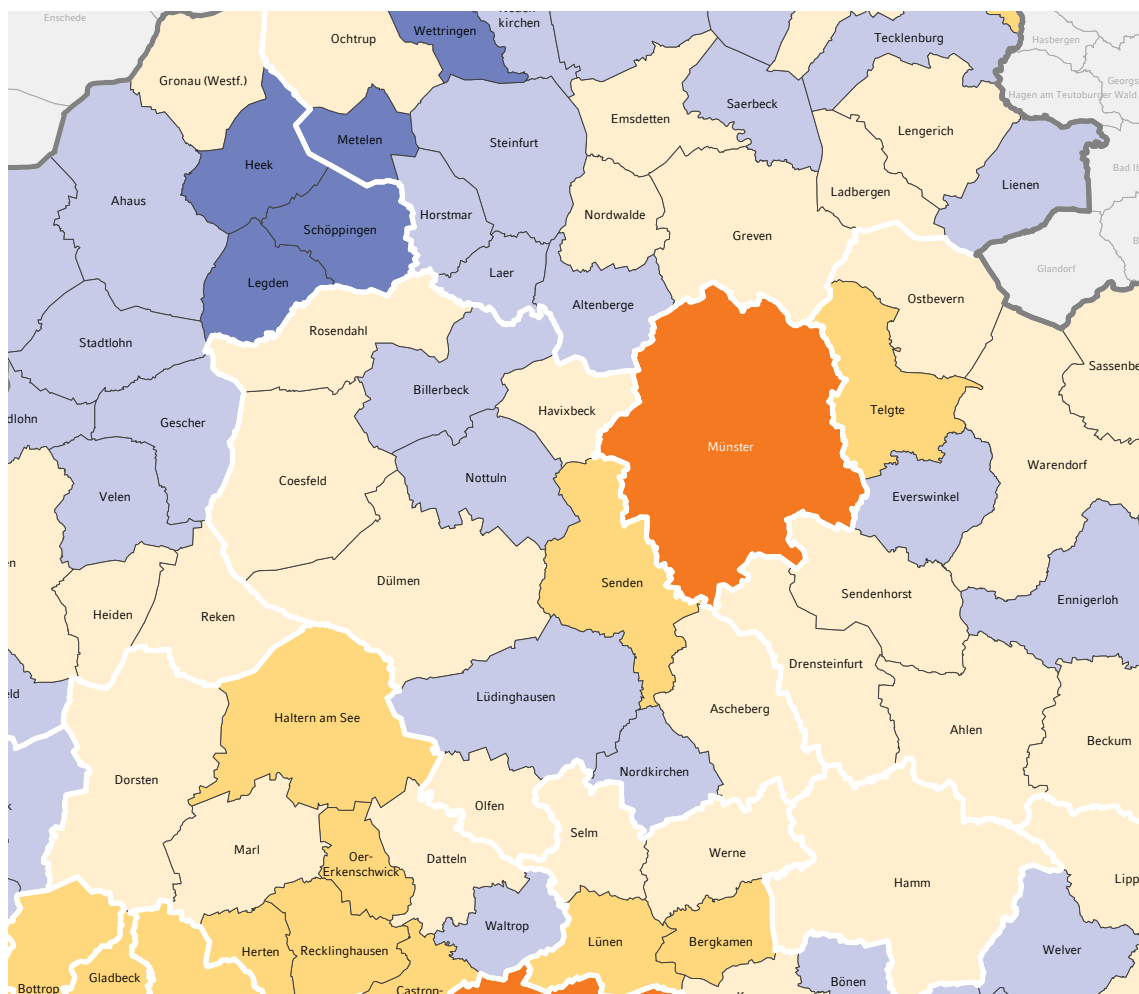 Enschede
kirchen
Wettringen
Ochtrup
Tecklenburg
Hasbergen
Gronau (Westf.)
Georgs
Hagen am Teutoburger Wald
Saerbeck
Emsdetten
Lengerich
Metelen
Steinfurt
Heek
Bad Ib
Lienen
Ladbergen
Ahaus
Horstmar
Nordwalde
Schöppingen
Greven
Glandorf
Laer
Legden
Ostbevern
Altenberge
Rosendahl
Stadtlohn
Sassenbe
Billerbeck
Havixbeck
Telgte
dlohn
Gescher
Münster
Warendorf
Coesfeld
Nottuln
Velen
Everswinkel
en
Dülmen
Senden
Sendenhorst
Ennigerloh
Heiden
Reken
Drensteinfurt
eld
Lüdinghausen
Ascheberg
Haltern am See
Ahlen
Beckum
Nordkirchen
Dorsten
Olfen
Selm
Marl
Datteln
Oer-
Erkenschwick
Werne
Hamm
Lipp
Waltrop
Lünen
Bergkamen
Herten
Recklinghausen
Welver
Gladbeck
Bönen
Bottrop
Castrop-